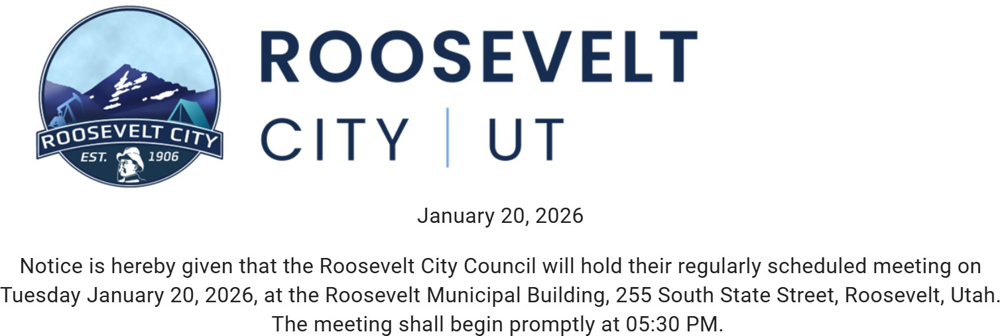 ROOSEVELT
CITY | UT
ROOSEVELT CITY
EST. 1906
January 20, 2026
Notice is hereby given that the Roosevelt City Council will hold their regularly scheduled meeting on
Tuesday January 20, 2026, at the Roosevelt Municipal Building, 255 South State Street, Roosevelt, Utah.
The meeting shall begin promptly at 05:30 PM.